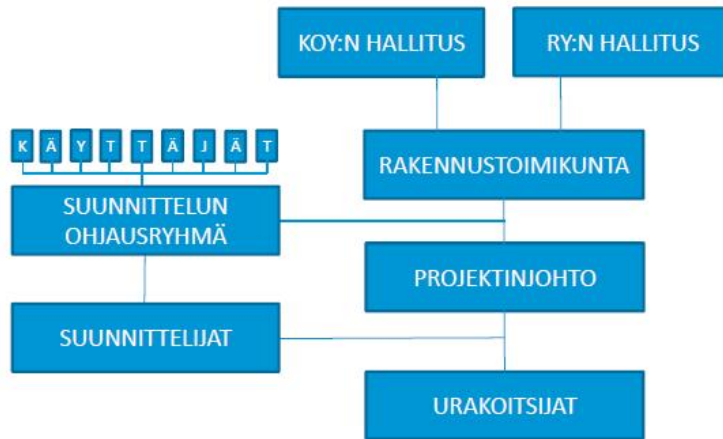 KOY:N HALLITUS
RY:N HALLITUS
K Ä Y T T Ä J Ä T
RAKENNUSTOIMIKUNTA
SUUNNITTELUN
OHJAUSRYHMÄ
PROJEKTINJOHTO
SUUNNITTELIJAT
URAKOITSIJAT